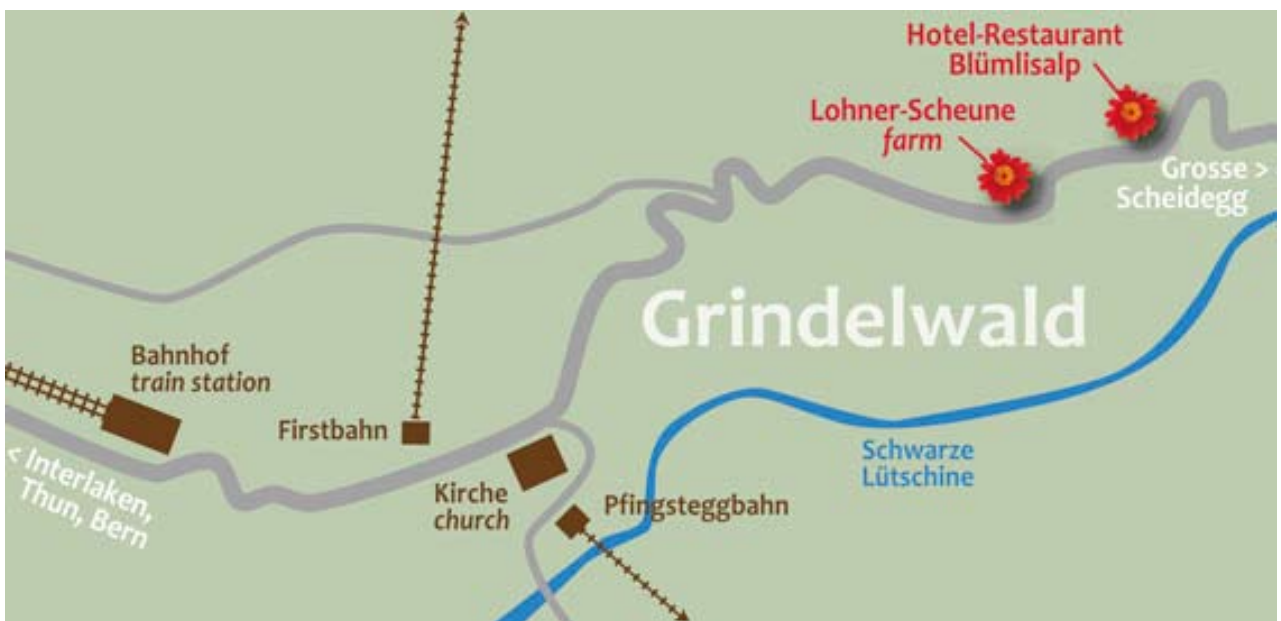 Hotel-Restaurant
Blümlisalp
Lohner-Scheune
farm
Grosse >
Scheidegg
Grindelwald
Bahnhof
train station
Firstbahn
< Interlaken,
Thun, Bern
Kirche
church
Pfingsteggbahn
Schwarze
Lütschine